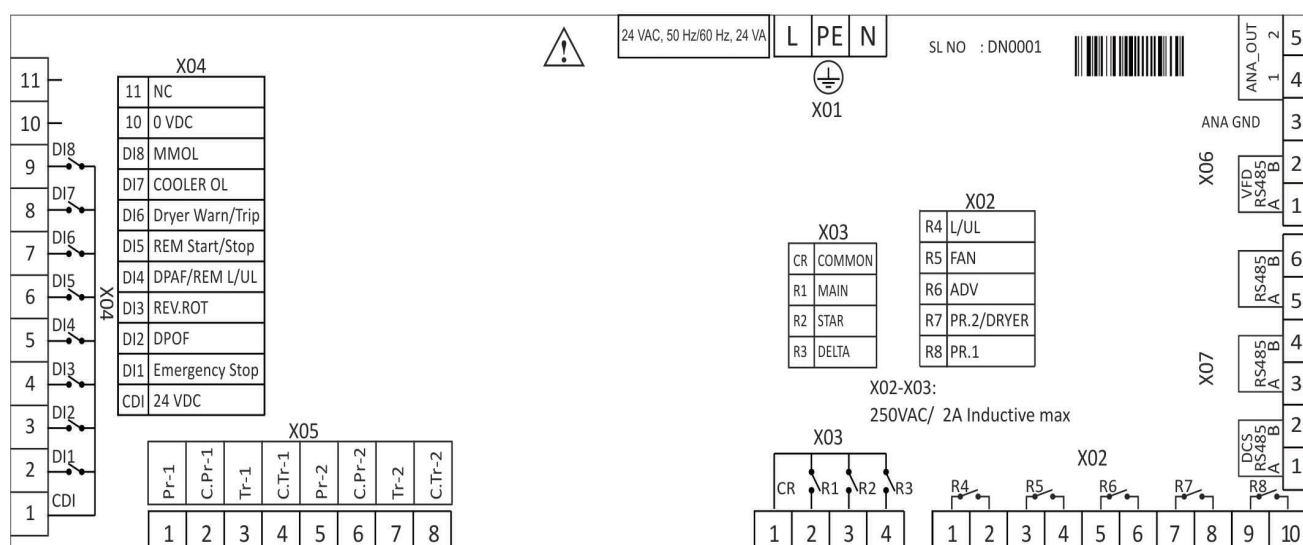 24 VAC, 50 Hz/60 Hz, 24 VA
L PE N
X01
SL NO : DN0001
X04
11 NC
10 0 VDC
DI8 MMOL
DI7 COOLER OL
DI6 Dryer Warn/Trip
DI5 REM Start/Stop
DI4 DPAF/REM L/UL
DI3 REV.ROT
DI2 DPOF
DI1 Emergency Stop
CDI 24 VDC
11
10
9 DI8
8 DI7
7 DI6
6 DI5
5 DI4
4 DI3
3 DI2
2 DI1
1 CDI
X04
X05
Pr-1 C.Pr-1 Tr-1 C.Tr-1 Pr-2 C.Pr-2 Tr-2 C.Tr-2
1 2 3 4 5 6 7 8
X03
CR COMMON
R1 MAIN
R2 STAR
R3 DELTA
X02
R4 L/UL
R5 FAN
R6 ADV
R7 PR.2/DRYER
R8 PR.1
X02-X03:
250VAC/ 2A Inductive max
X03
CR R1 R2 R3
1 2 3 4
X02
R4 R5 R6 R7 R8
1 2 3 4 5 6 7 8 9 10
ANA_OUT
2 5
1 4
ANA GND 3
X06
VFD
RS485
B 2
A 1
X07
RS485
B 6
A 5
RS485
B 4
A 3
DCS
RS485
B 2
A 1